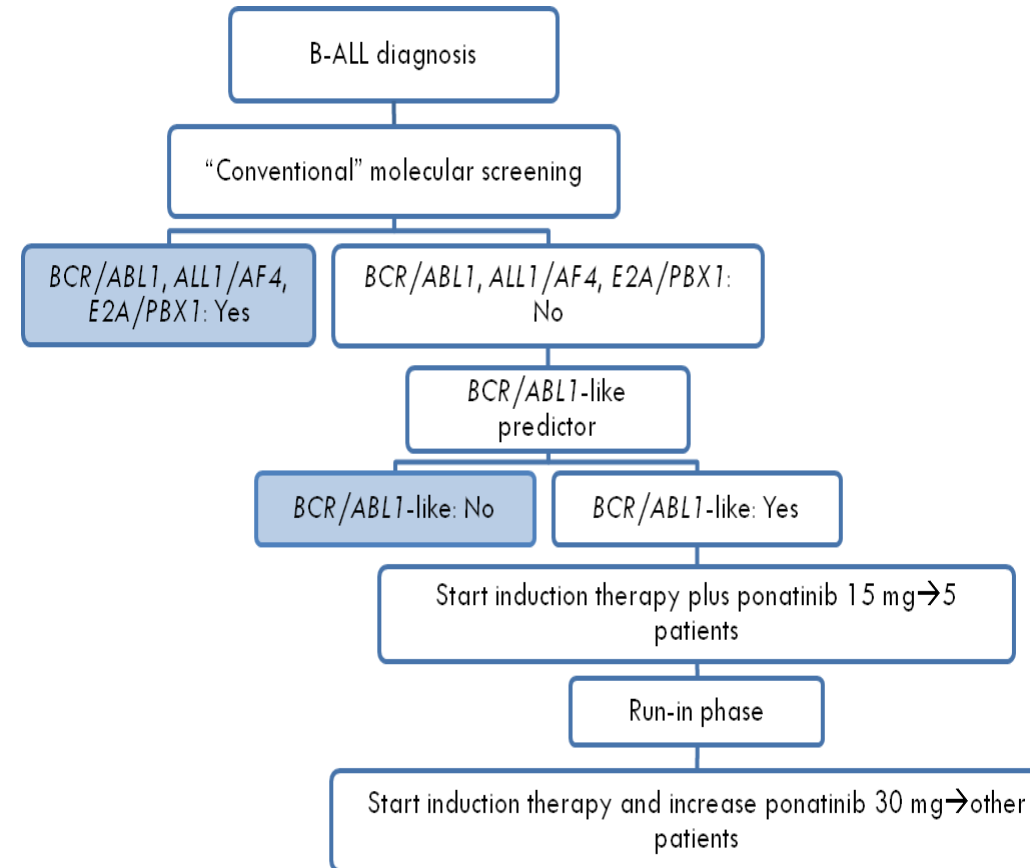 B-ALL diagnosis
“Conventional” molecular screening
BCR/ABL1, ALL1/AF4,
E2A/PBX1: Yes
BCR/ABL1, ALL1/AF4, E2A/PBX1:
No
BCR/ABL1-like
predictor
BCR/ABL1-like: No
BCR/ABL1-like: Yes
Start induction therapy plus ponatinib 15 mg→5
patients
Run-in phase
Start induction therapy and increase ponatinib 30 mg→other
patients